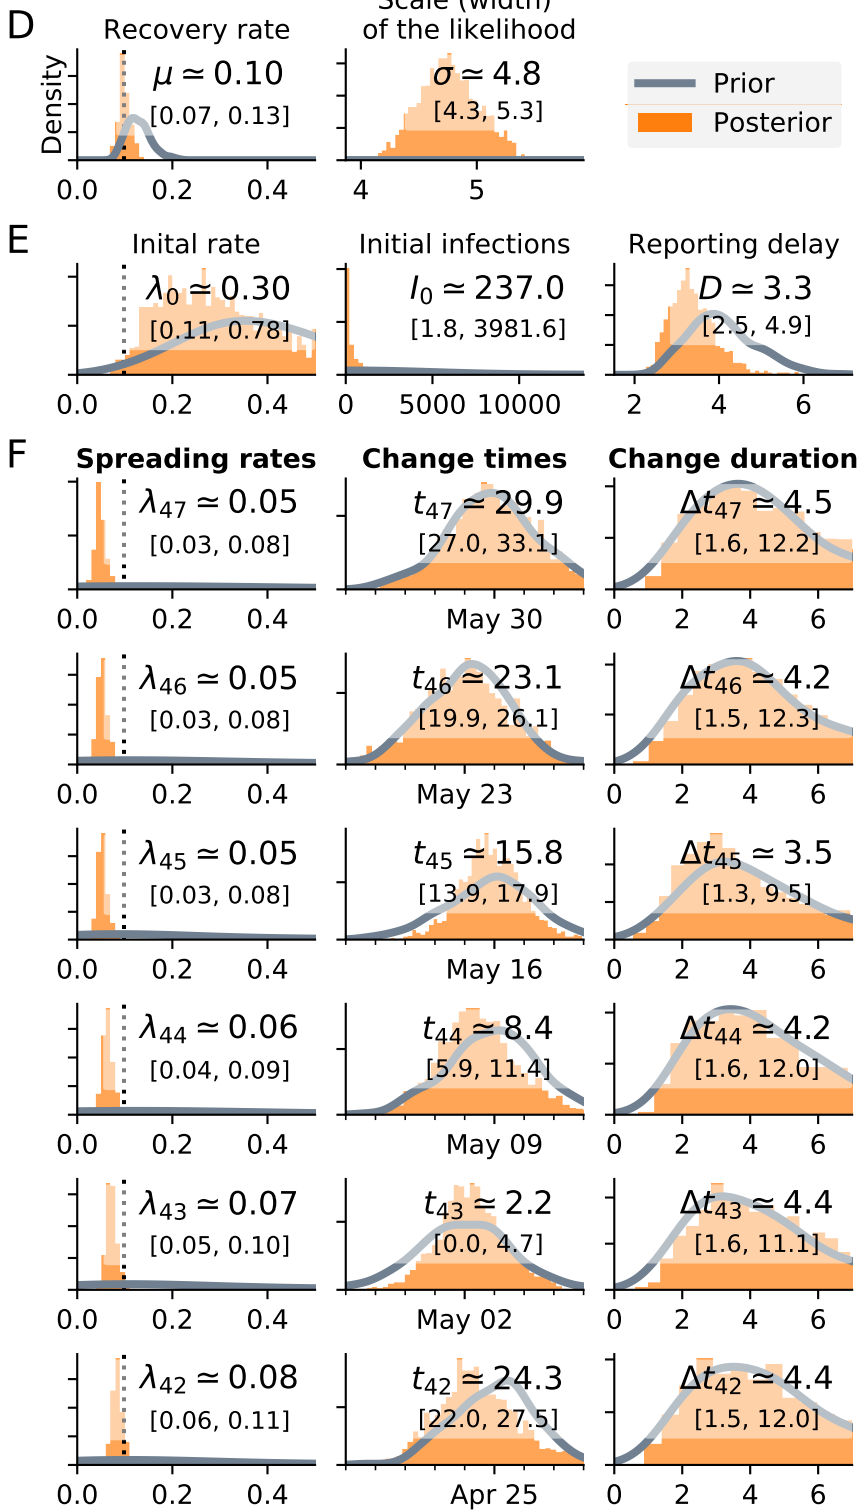 D
Recovery rate
Scale (width)
of the likelihood
Density
μ ≃ 0.10
[0.07, 0.13]
0.0 0.2 0.4
σ ≃ 4.8
[4.3, 5.3]
4 5
Prior
Posterior
E
Inital rate
λ0 ≃ 0.30
[0.11, 0.78]
0.0 0.2 0.4
Initial infections
I0 ≃ 237.0
[1.8, 3981.6]
0 5000 10000
Reporting delay
D ≃ 3.3
[2.5, 4.9]
2 4 6
F
Spreading rates Change times Change duration
λ47 ≃ 0.05
[0.03, 0.08]
0.0 0.2 0.4
t47 ≃ 29.9
[27.0, 33.1]
May 30
Δt47 ≃ 4.5
[1.6, 12.2]
0 2 4 6
λ46 ≃ 0.05
[0.03, 0.08]
0.0 0.2 0.4
t46 ≃ 23.1
[19.9, 26.1]
May 23
Δt46 ≃ 4.2
[1.5, 12.3]
0 2 4 6
λ45 ≃ 0.05
[0.03, 0.08]
0.0 0.2 0.4
t45 ≃ 15.8
[13.9, 17.9]
May 16
Δt45 ≃ 3.5
[1.3, 9.5]
0 2 4 6
λ44 ≃ 0.06
[0.04, 0.09]
0.0 0.2 0.4
t44 ≃ 8.4
[5.9, 11.4]
May 09
Δt44 ≃ 4.2
[1.6, 12.0]
0 2 4 6
λ43 ≃ 0.07
[0.05, 0.10]
0.0 0.2 0.4
t43 ≃ 2.2
[0.0, 4.7]
May 02
Δt43 ≃ 4.4
[1.6, 11.1]
0 2 4 6
λ42 ≃ 0.08
[0.06, 0.11]
0.0 0.2 0.4
t42 ≃ 24.3
[22.0, 27.5]
Apr 25
Δt42 ≃ 4.4
[1.5, 12.0]
0 2 4 6